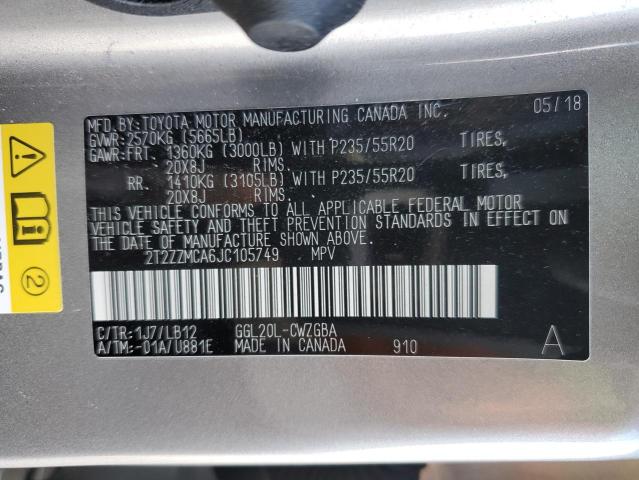 MFD.BY:TOYOTA MOTOR MANUFACTURING CANADA INC. 05/18
GVWR:2570KG (5665LB)
GAWR:FRT. 1360KG (3000LB) WITH P235/55R20 TIRES,
20X8J RIMS.
RR. 1410KG (3105LB) WITH P235/55R20 TIRES,
20X8J RIMS.
THIS VEHICLE CONFORMS TO ALL APPLICABLE FEDERAL MOTOR
VEHICLE SAFETY AND THEFT PREVENTION STANDARDS IN EFFECT ON
THE DATE OF MANUFACTURE SHOWN ABOVE.
2T2ZZMCA6JC105749 MPV
C/TR:1J7/LB12 GGL20L-CWZGBA
A/TM:-01A/U881E MADE IN CANADA 910 A
2